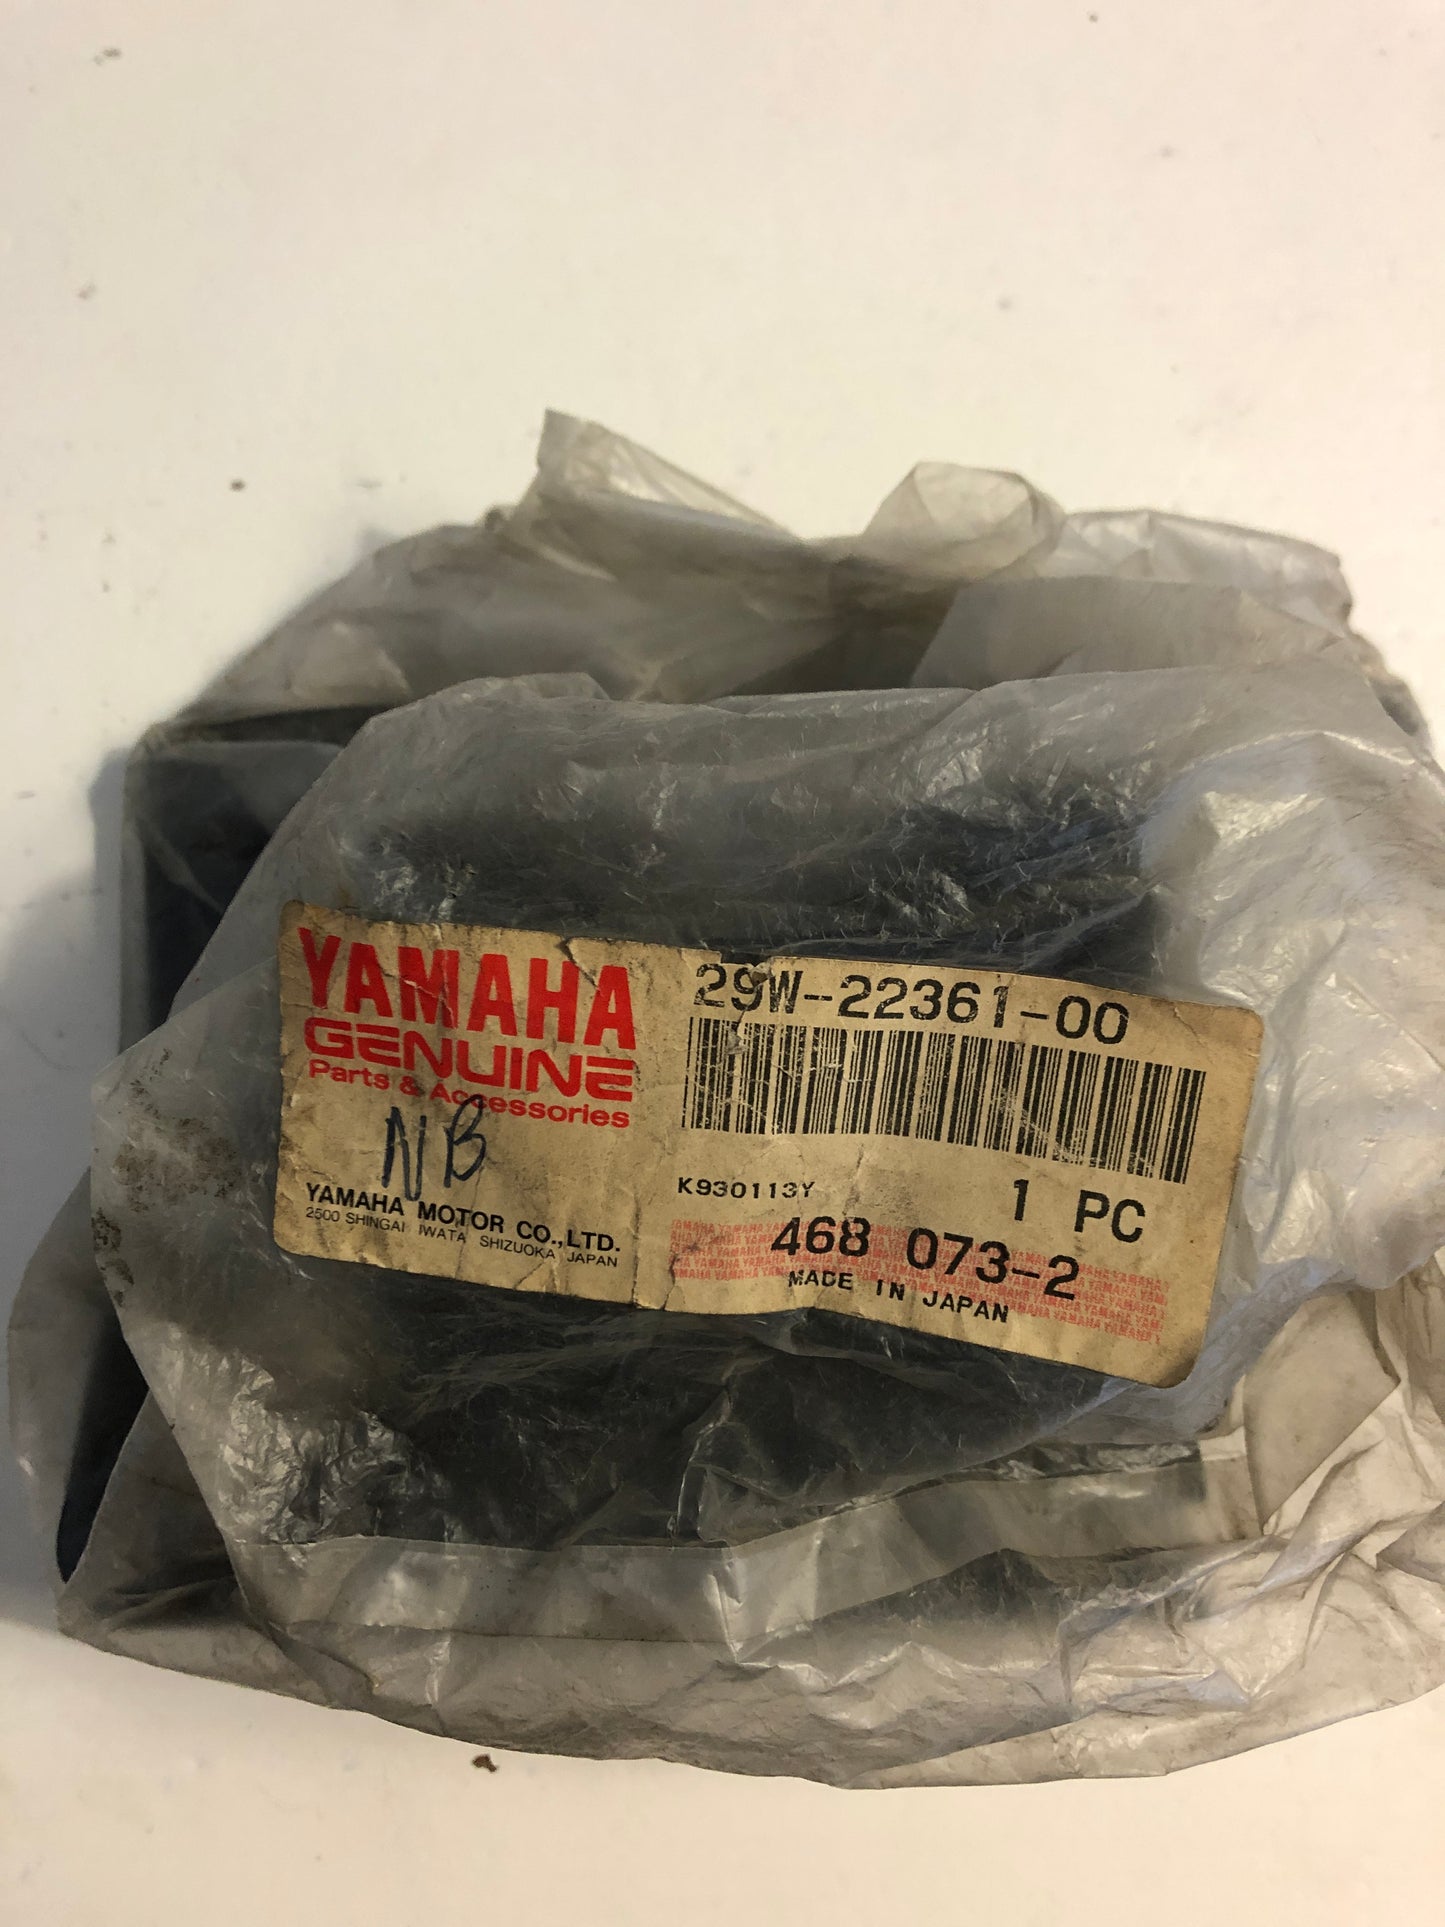 YAMAHA
GENUINE
Parts & Accessories
NB
YAMAHA MOTOR CO.,LTD.
2500 SHINGAI IWATA SHIZUOKA JAPAN
29W-22361-00
K930113Y
1 PC
468 073-2
MADE IN JAPAN